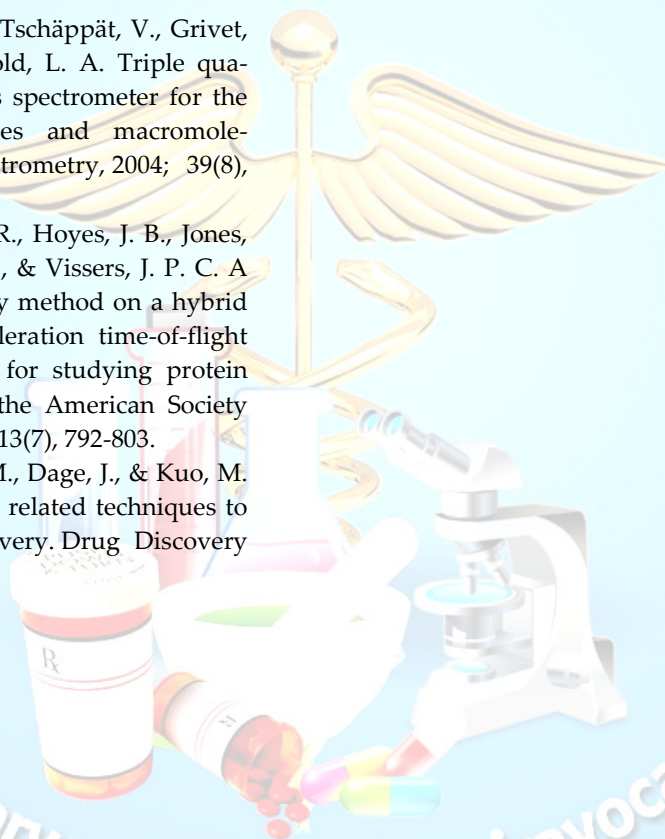 Tschäppät, V., Grivet,
old, L. A. Triple qua-
s spectrometer for the
es and macromole-
trometry, 2004; 39(8),
R., Hoyes, J. B., Jones,
., & Vissers, J. P. C. A
y method on a hybrid
leration time-of-flight
for studying protein
the American Society
13(7), 792-803.
M., Dage, J., & Kuo, M.
related techniques to
very. Drug Discovery